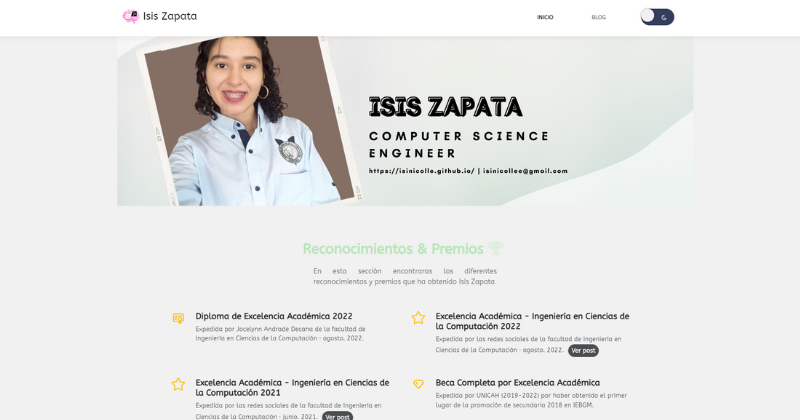 Isis Zapata
INICIO
BLOG
ISIS ZAPATA
COMPUTER SCIENCE
ENGINEER
https://isinicolle.github.io/ | isinicollee@gmail.com
Reconocimientos & Premios
En esta sección encontraras los diferentes
reconocimientos y premios que ha obtenido Isis Zapata
Diploma de Excelencia Académica 2022
Expedida por Jocelynn Andrade Decana de la facultad de
Ingeniería en Ciencias de la Computación · agosto. 2022.
Excelencia Académica - Ingeniería en Ciencias de
la Computación 2022
Expedida por las redes sociales de la facultad de Ingeniería en
Ciencias de la Computación · agosto. 2022. Ver post
Excelencia Académica - Ingeniería en Ciencias de
la Computación 2021
Expedida por las redes sociales de la facultad de Ingeniería en
Ciencias de la Computación · junio. 2021. Ver post
Beca Completa por Excelencia Académica
Expedida por UNICAH (2019-2022) por haber obtenido el primer
lugar de la promoción de secundaria 2018 en IEBGM.